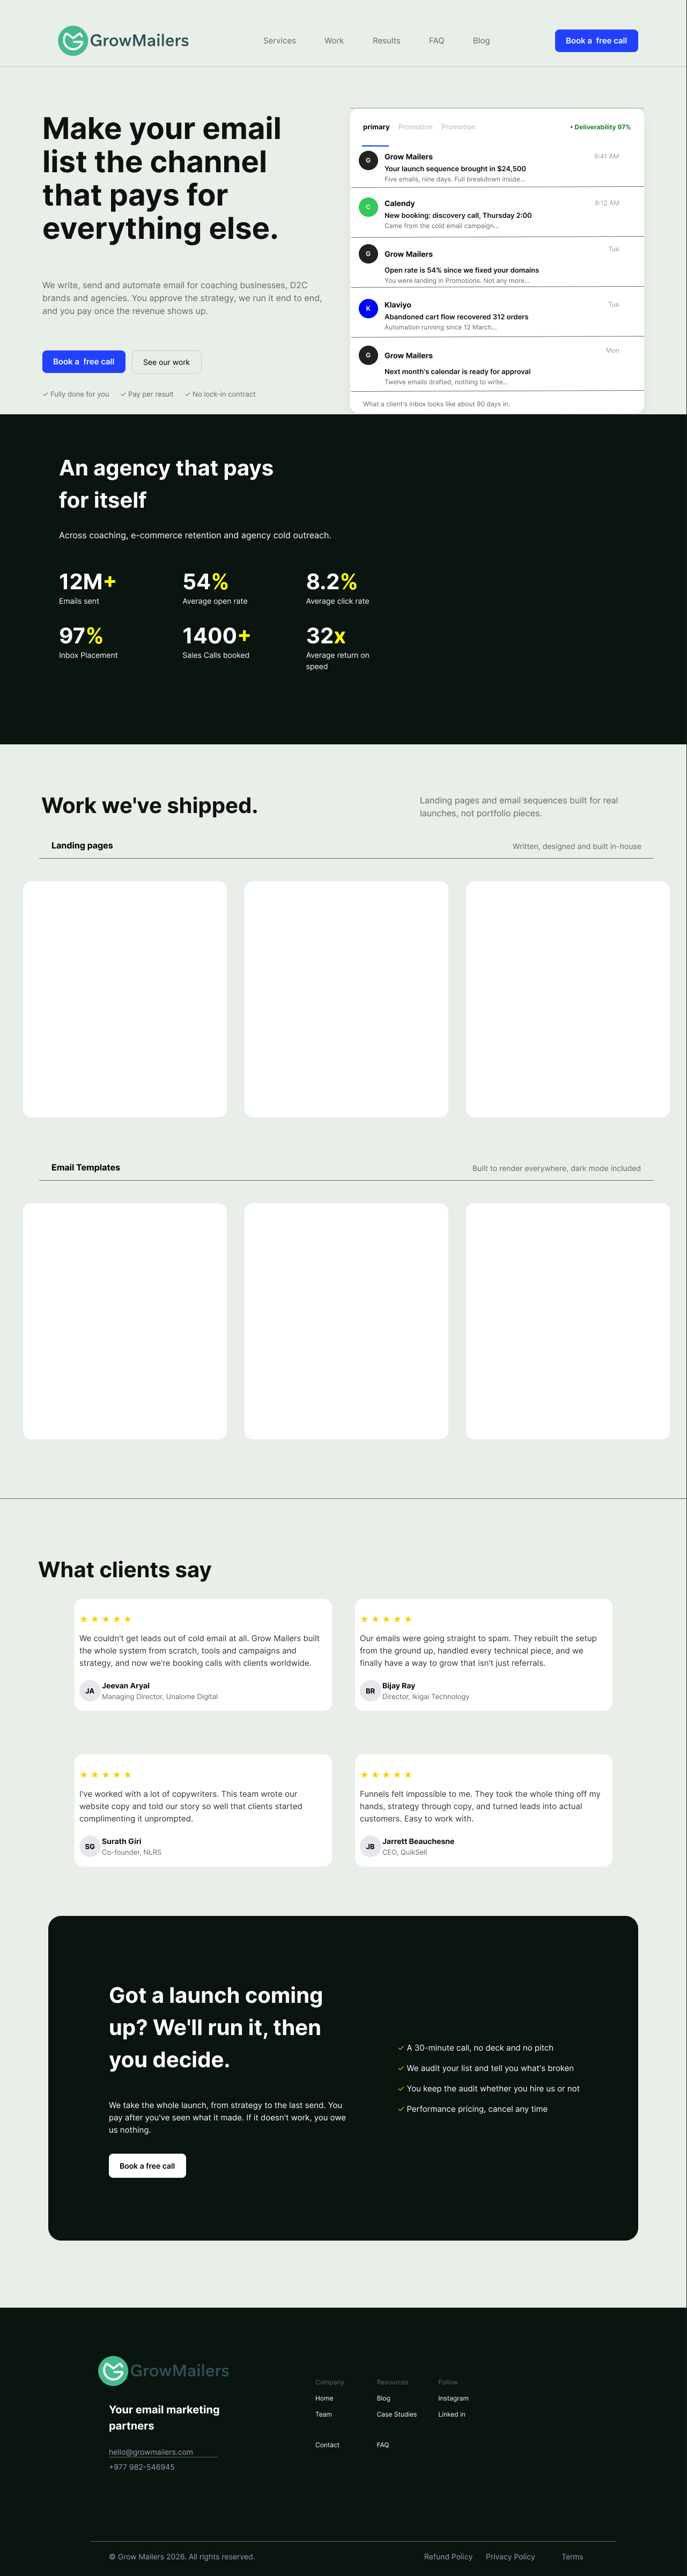 GrowMailers
Services
Work
Results
FAQ
Blog
Book a free call
Make your email
list the channel
that pays for
everything else.
We write, send and automate email for coaching businesses, D2C
brands and agencies. You approve the strategy, we run it end to end,
and you pay once the revenue shows up.
Book a free call
See our work
✓ Fully done for you
✓ Pay per result
✓ No lock-in contract
primary
Promotion
Promotion
• Deliverability 97%
G
Grow Mailers
9:41 AM
Your launch sequence brought in $24,500
Five emails, nine days. Full breakdown inside...
C
Calendy
9:12 AM
New booking: discovery call, Thursday 2:00
Came from the cold email campaign...
G
Grow Mailers
Tue
Open rate is 54% since we fixed your domains
You were landing in Promotions. Not any more...
K
Klaviyo
Tue
Abandoned cart flow recovered 312 orders
Automation running since 12 March...
G
Grow Mailers
Mon
Next month's calendar is ready for approval
Twelve emails drafted, nothing to write...
What a client's inbox looks like about 90 days in.
An agency that pays
for itself
Across coaching, e-commerce retention and agency cold outreach.
12M+
Emails sent
54%
Average open rate
8.2%
Average click rate
97%
Inbox Placement
1400+
Sales Calls booked
32x
Average return on
speed
Work we've shipped.
Landing pages and email sequences built for real
launches, not portfolio pieces.
Landing pages
Written, designed and built in-house
Email Templates
Built to render everywhere, dark mode included
What clients say
★ ★ ★ ★ ★
We couldn't get leads out of cold email at all. Grow Mailers built
the whole system from scratch, tools and campaigns and
strategy, and now we're booking calls with clients worldwide.
JA
Jeevan Aryal
Managing Director, Unalome Digital
★ ★ ★ ★ ★
Our emails were going straight to spam. They rebuilt the setup
from the ground up, handled every technical piece, and we
finally have a way to grow that isn't just referrals.
BR
Bijay Ray
Director, Ikigai Technology
★ ★ ★ ★ ★
I've worked with a lot of copywriters. This team wrote our
website copy and told our story so well that clients started
complimenting it unprompted.
SG
Surath Giri
Co-founder, NLRS
★ ★ ★ ★ ★
Funnels felt impossible to me. They took the whole thing off my
hands, strategy through copy, and turned leads into actual
customers. Easy to work with.
JB
Jarrett Beauchesne
CEO, QuikSell
Got a launch coming
up? We'll run it, then
you decide.
We take the whole launch, from strategy to the last send. You
pay after you've seen what it made. If it doesn't work, you owe
us nothing.
Book a free call
✓ A 30-minute call, no deck and no pitch
✓ We audit your list and tell you what's broken
✓ You keep the audit whether you hire us or not
✓ Performance pricing, cancel any time
GrowMailers
Your email marketing
partners
hello@growmailers.com
+977 982-546945
Company
Home
Team
Contact
Resources
Blog
Case Studies
FAQ
Follow
Instagram
Linked in
© Grow Mailers 2026. All rights reserved.
Refund Policy
Privacy Policy
Terms